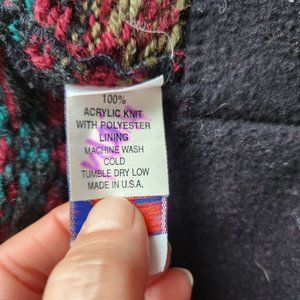 100%
ACRYLIC KNIT
WITH POLYESTER
LINING
MACHINE WASH
COLD
TUMBLE DRY LOW
MADE IN U.S.A.